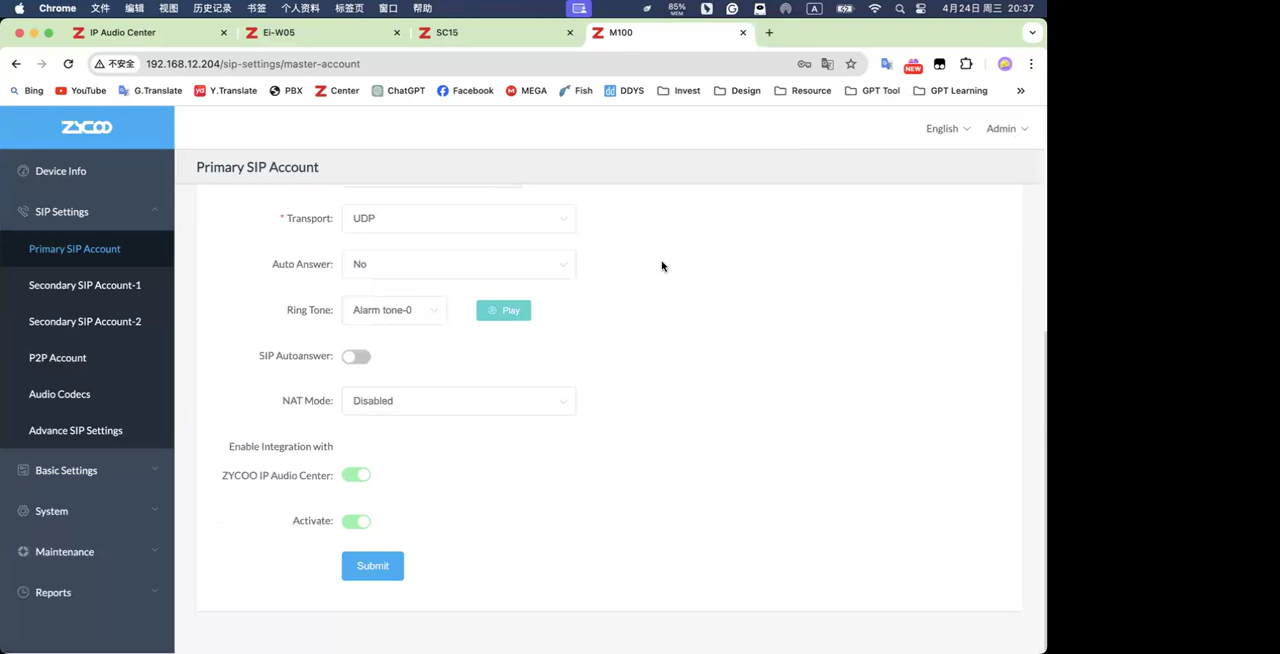 Chrome 文件 编辑 视图 历史记录 书签 个人资料 标签页 窗口 帮助 85% MEM A 4月24日 周三 20:37
IP Audio Center × Ei-W05 × SC15 × M100 × +
不安全 192.168.12.204/sip-settings/master-account NEW
Bing YouTube G.Translate Y.Translate PBX Center ChatGPT Facebook MEGA Fish DDYS Invest Design Resource GPT Tool GPT Learning »
ZYCOO
English Admin
Device Info
SIP Settings
Primary SIP Account
Secondary SIP Account-1
Secondary SIP Account-2
P2P Account
Audio Codecs
Advance SIP Settings
Basic Settings
System
Maintenance
Reports
Primary SIP Account
* Transport: UDP
Auto Answer: No
Ring Tone: Alarm tone-0 Play
SIP Autoanswer:
NAT Mode: Disabled
Enable Integration with
ZYCOO IP Audio Center:
Activate:
Submit